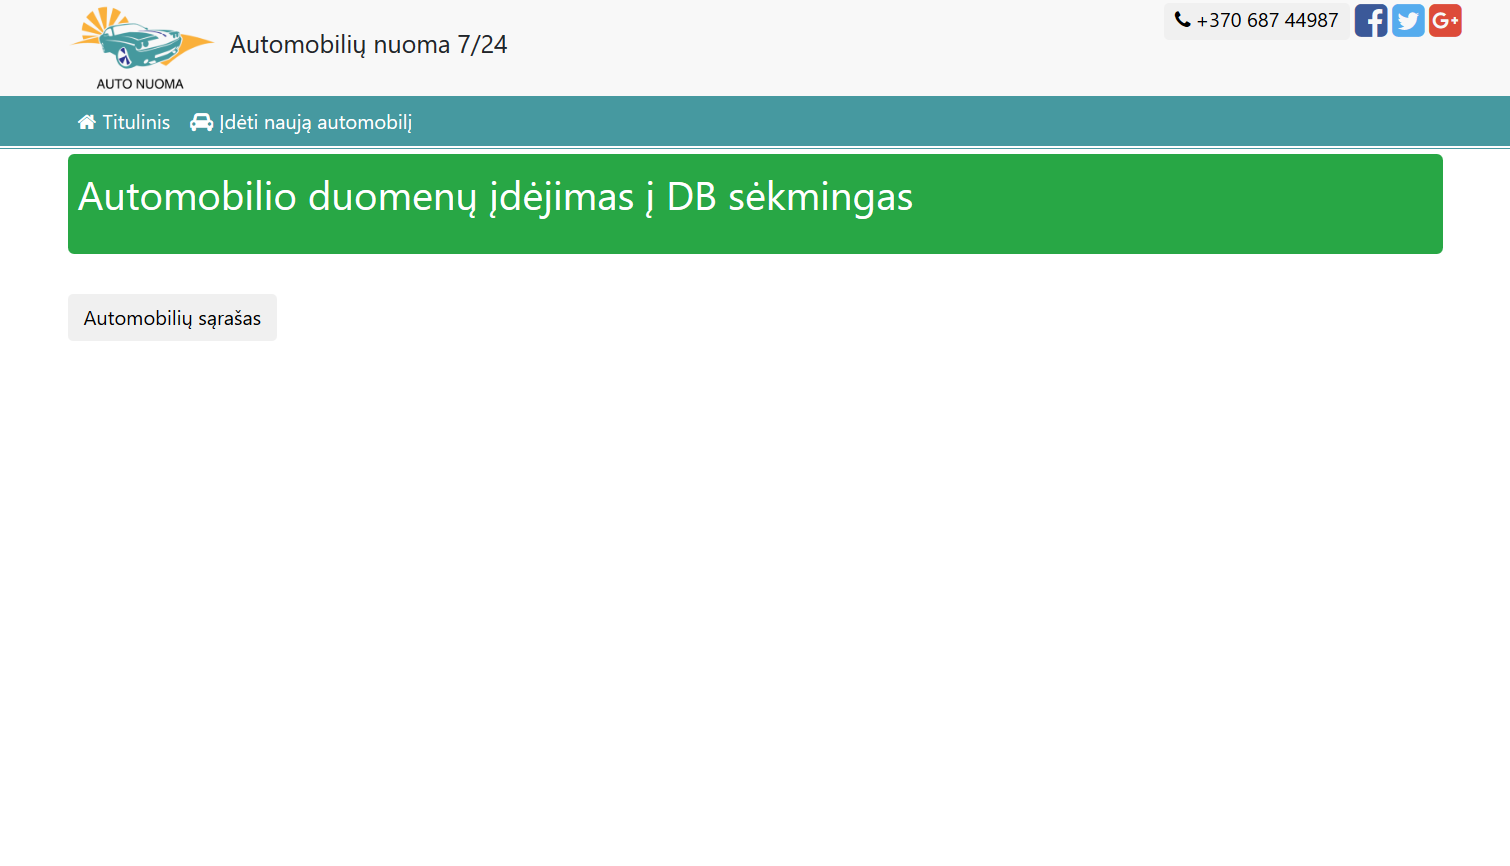 AUTO NUOMA
Automobilių nuoma 7/24
+370 687 44987
Titulinis
Įdėti naują automobilį
Automobilio duomenų įdėjimas į DB sėkmingas
Automobilių sąrašas